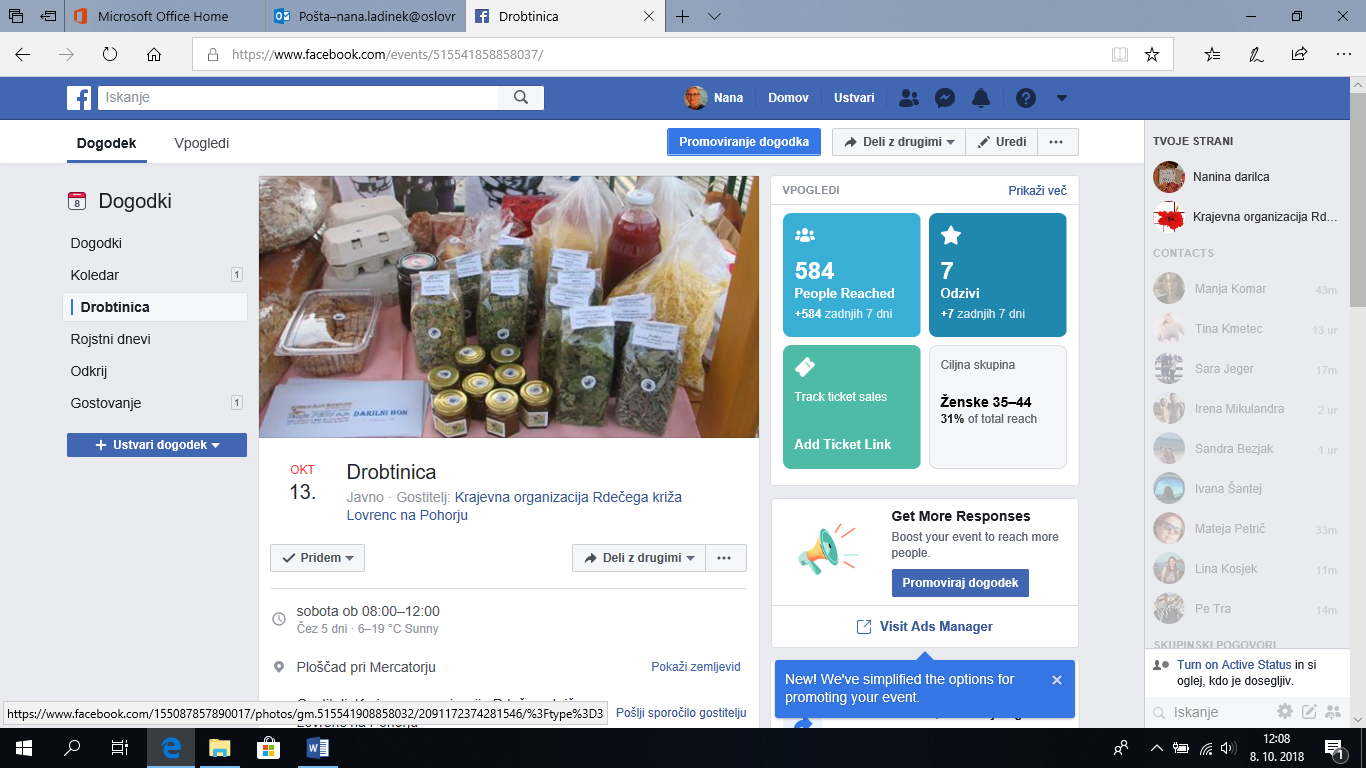 Microsoft Office Home
Pošta–nana.ladinek@oslovr
Drobtinica
https://www.facebook.com/events/515541858858037/
Iskanje
Nana
Domov
Ustvari
Dogodek
Vpogledi
Promoviranje dogodka
Deli z drugimi
Uredi
8
Dogodki
Dogodki
Koledar
1
Drobtinica
Rojstni dnevi
Odkrij
Gostovanje
1
+ Ustvari dogodek
DARILNI BON
OKT
13.
Drobtinica
Javno · Gostitelj: Krajevna organizacija Rdečega križa
Lovrenc na Pohorju
Pridem
Deli z drugimi
sobota ob 08:00–12:00
Čez 5 dni · 6–19 °C Sunny
Ploščad pri Mercatorju
Pokaži zemljevid
Pošlji sporočilo gostitelju
https://www.facebook.com/155087857890017/photos/gm.515541908858032/2091172374281546/%3Ftype%3D3
VPOGLEDI
Prikaži več
584
People Reached
+584 zadnjih 7 dni
7
Odzivi
+7 zadnjih 7 dni
Track ticket sales
Add Ticket Link
Ciljna skupina
Ženske 35–44
31% of total reach
Get More Responses
Boost your event to reach more
people.
Promoviraj dogodek
Visit Ads Manager
New! We've simplified the options for
promoting your event.
TVOJE STRANI
Nanina darilca
Krajevna organizacija Rd...
CONTACTS
Manja Komar 43m
Tina Kmetec 13 ur
Sara Jeger 17m
Irena Mikulandra 2 ur
Sandra Bezjak 1 ur
Ivana Šantej
Mateja Petrič 33m
Lina Kosjek 11m
Pe Tra 14m
SKUPINSKI POGOVORI
Turn on Active Status in si
oglej, kdo je dosegljiv.
Iskanje
12:08
8. 10. 2018
1